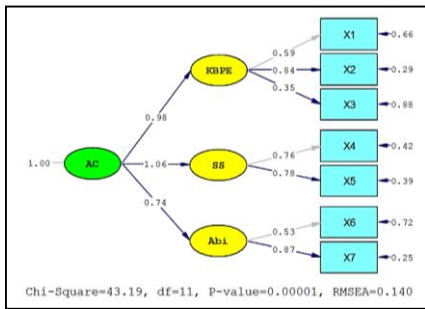 X1
0.66
0.59
KBPE
0.84
X2
0.29
0.35
X3
0.88
0.98
1.00
AC
1.06
SS
0.76
X4
0.42
0.78
X5
0.39
0.74
Abi
0.53
X6
0.72
0.87
X7
0.25
Chi-Square=43.19, df=11, P-value=0.00001, RMSEA=0.140